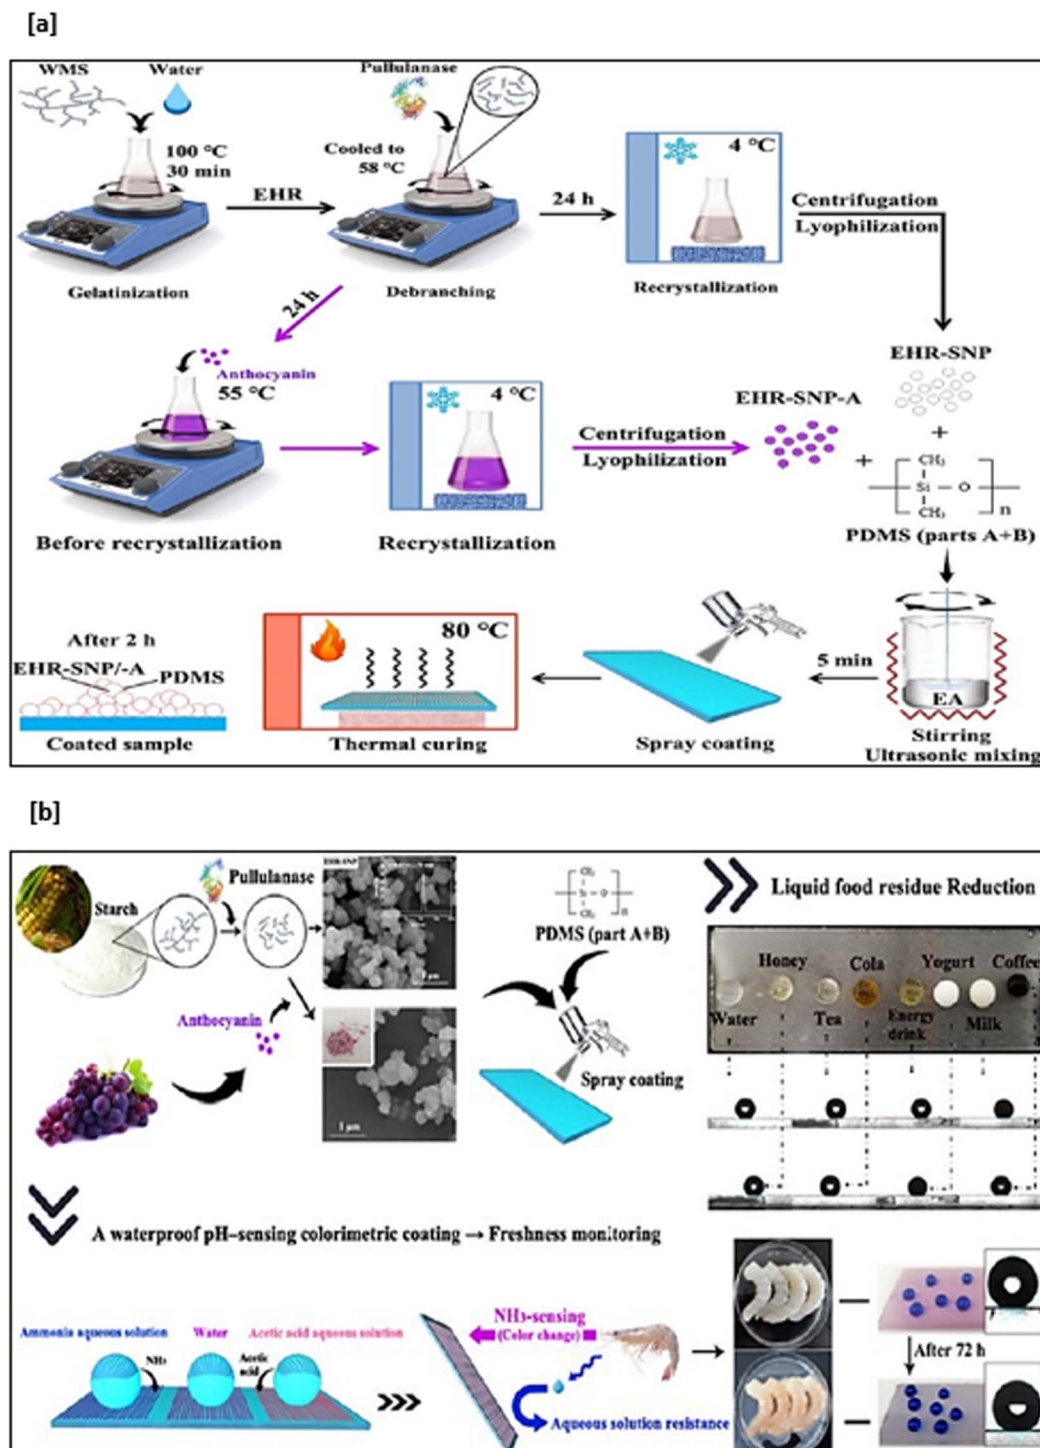 [a]
WMS
Water
100 °C
30 min
Gelatinization
EHR
Pullulanase
Cooled to
58 °C
Debranching
24 h
4 °C
Recrystallization
Centrifugation
Lyophilization
24 h
Anthocyanin
55 °C
Before recrystallization
4 °C
Recrystallization
Centrifugation
Lyophilization
EHR-SNP-A
EHR-SNP
+
+
CH₃
Si
O
CH₃
n
PDMS (parts A+B)
EA
Stirring
Ultrasonic mixing
5 min
Spray coating
80 °C
Thermal curing
After 2 h
EHR-SNP/-A
PDMS
Coated sample
[b]
Starch
Pullulanase
EHR-SNP
Anthocyanin
1 µm
PDMS (part A+B)
Spray coating
Liquid food residue Reduction
Honey
Cola
Yogurt
Coffee
Water
Tea
Energy
drink
Milk
A waterproof pH–sensing colorimetric coating → Freshness monitoring
Ammonia aqueous solution
Water
Acetic acid aqueous solution
NH₃
Acetic
acid
NH3-sensing
(Color change)
Aqueous solution resistance
After 72 h